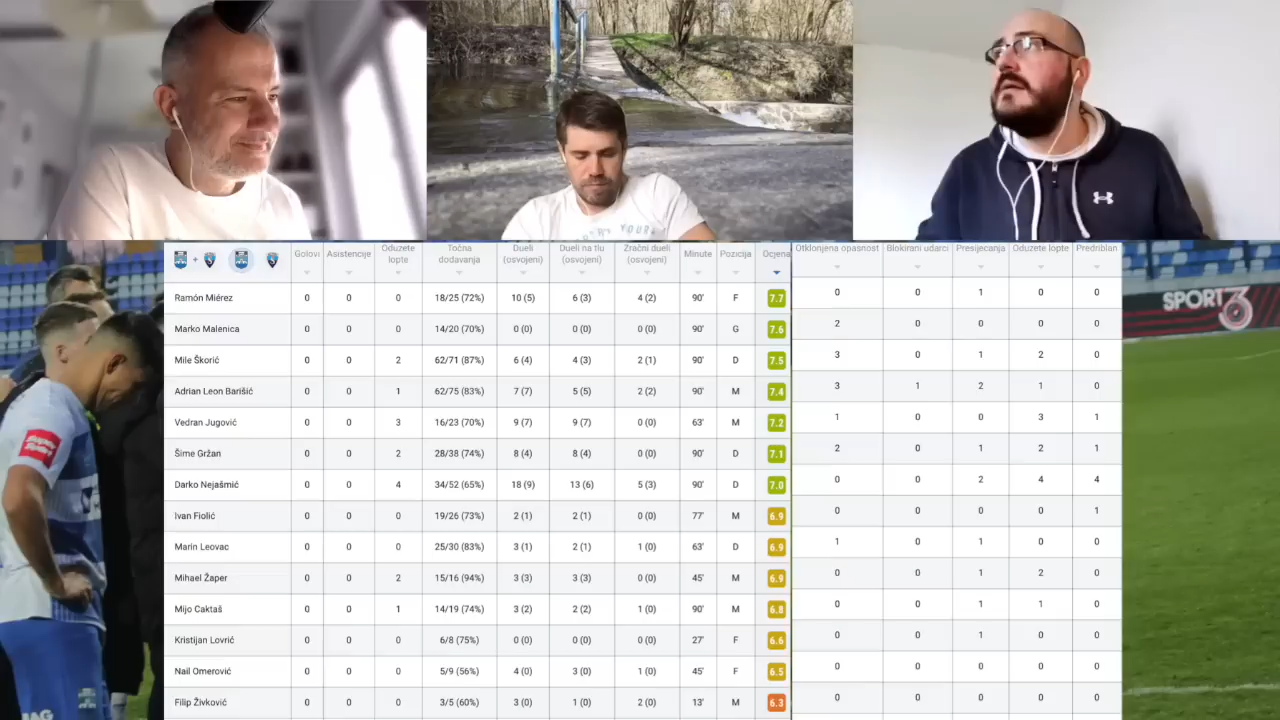 Golovi Asistencije Oduzete lopte Točna dodavanja Dueli (osvojeni) Dueli na tlu (osvojeni) Zračni dueli (osvojeni) Minute Pozicija Ocjena Otklonjena opasnost Blokirani udarci Presijecanja Oduzete lopte Predriblan
Ramón Miérez 0 0 0 18/25 (72%) 10 (5) 6 (3) 4 (2) 90' F 7.7 0 0 1 0 0
Marko Malenica 0 0 0 14/20 (70%) 0 (0) 0 (0) 0 (0) 90' G 7.6 2 0 0 0 0
Mile Škorić 0 0 2 62/71 (87%) 6 (4) 4 (3) 2 (1) 90' D 7.5 3 0 1 2 0
Adrian Leon Barišić 0 0 1 62/75 (83%) 7 (7) 5 (5) 2 (2) 90' M 7.4 3 1 2 1 0
Vedran Jugović 0 0 3 16/23 (70%) 9 (7) 9 (7) 0 (0) 63' M 7.2 1 0 0 3 1
Šime Gržan 0 0 2 28/38 (74%) 8 (4) 8 (4) 0 (0) 90' D 7.1 2 0 1 2 1
Darko Nejašmić 0 0 4 34/52 (65%) 18 (9) 13 (6) 5 (3) 90' D 7.0 0 0 2 4 4
Ivan Fiolić 0 0 0 19/26 (73%) 2 (1) 2 (1) 0 (0) 77' M 6.9 0 0 0 0 1
Marin Leovac 0 0 0 25/30 (83%) 3 (1) 2 (1) 1 (0) 63' D 6.9 1 0 1 0 0
Mihael Žaper 0 0 2 15/16 (94%) 3 (3) 3 (3) 0 (0) 45' M 6.9 0 0 1 2 0
Mijo Caktaš 0 0 1 14/19 (74%) 3 (2) 2 (2) 1 (0) 90' M 6.8 0 0 1 1 0
Kristijan Lovrić 0 0 0 6/8 (75%) 0 (0) 0 (0) 0 (0) 27' F 6.6 0 0 1 0 0
Nail Omerović 0 0 0 5/9 (56%) 4 (0) 3 (0) 1 (0) 45' F 6.5 0 0 0 0 0
Filip Živković 0 0 0 3/5 (60%) 3 (0) 1 (0) 2 (0) 13' M 6.3 0 0 0 0 0
SPORT 3
Super Sport